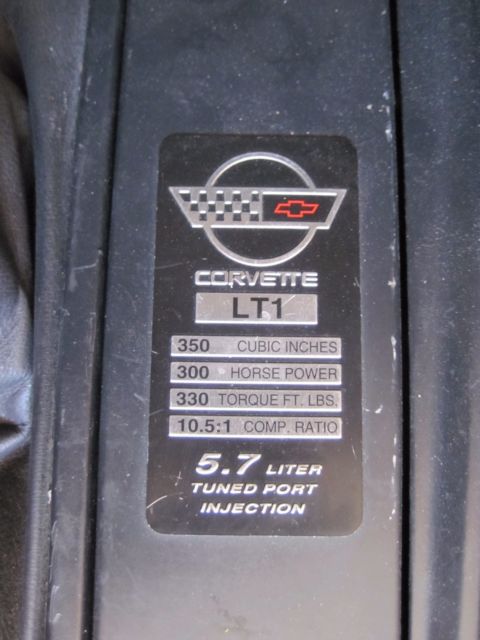 CORVETTE
LT1
350 CUBIC INCHES
300 HORSE POWER
330 TORQUE FT. LBS.
10.5:1 COMP. RATIO
5.7 LITER
TUNED PORT
INJECTION